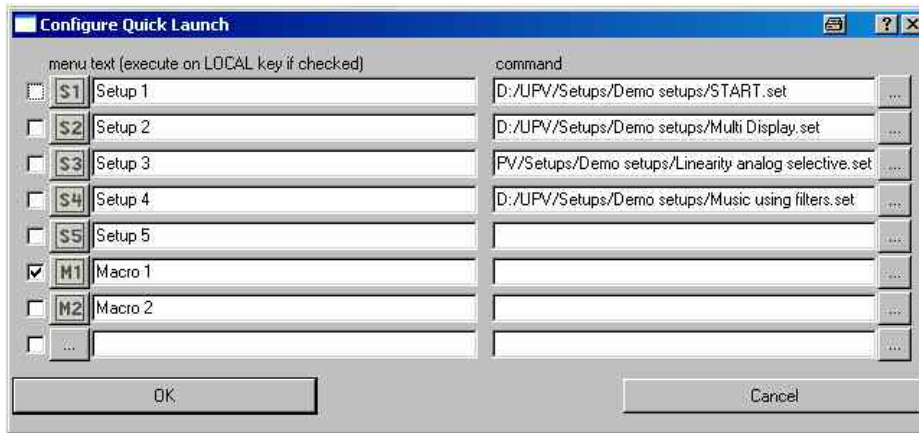 Configure Quick Launch ? X
menu text (execute on LOCAL key if checked) command
S1 Setup 1 D:/UPV/Setups/Demo setups/START.set ...
S2 Setup 2 D:/UPV/Setups/Demo setups/Multi Display.set ...
S3 Setup 3 PV/Setups/Demo setups/Linearity analog selective.set ...
S4 Setup 4 D:/UPV/Setups/Demo setups/Music using filters.set ...
S5 Setup 5 ...
M1 Macro 1 ...
M2 Macro 2 ...
... ...
OK Cancel